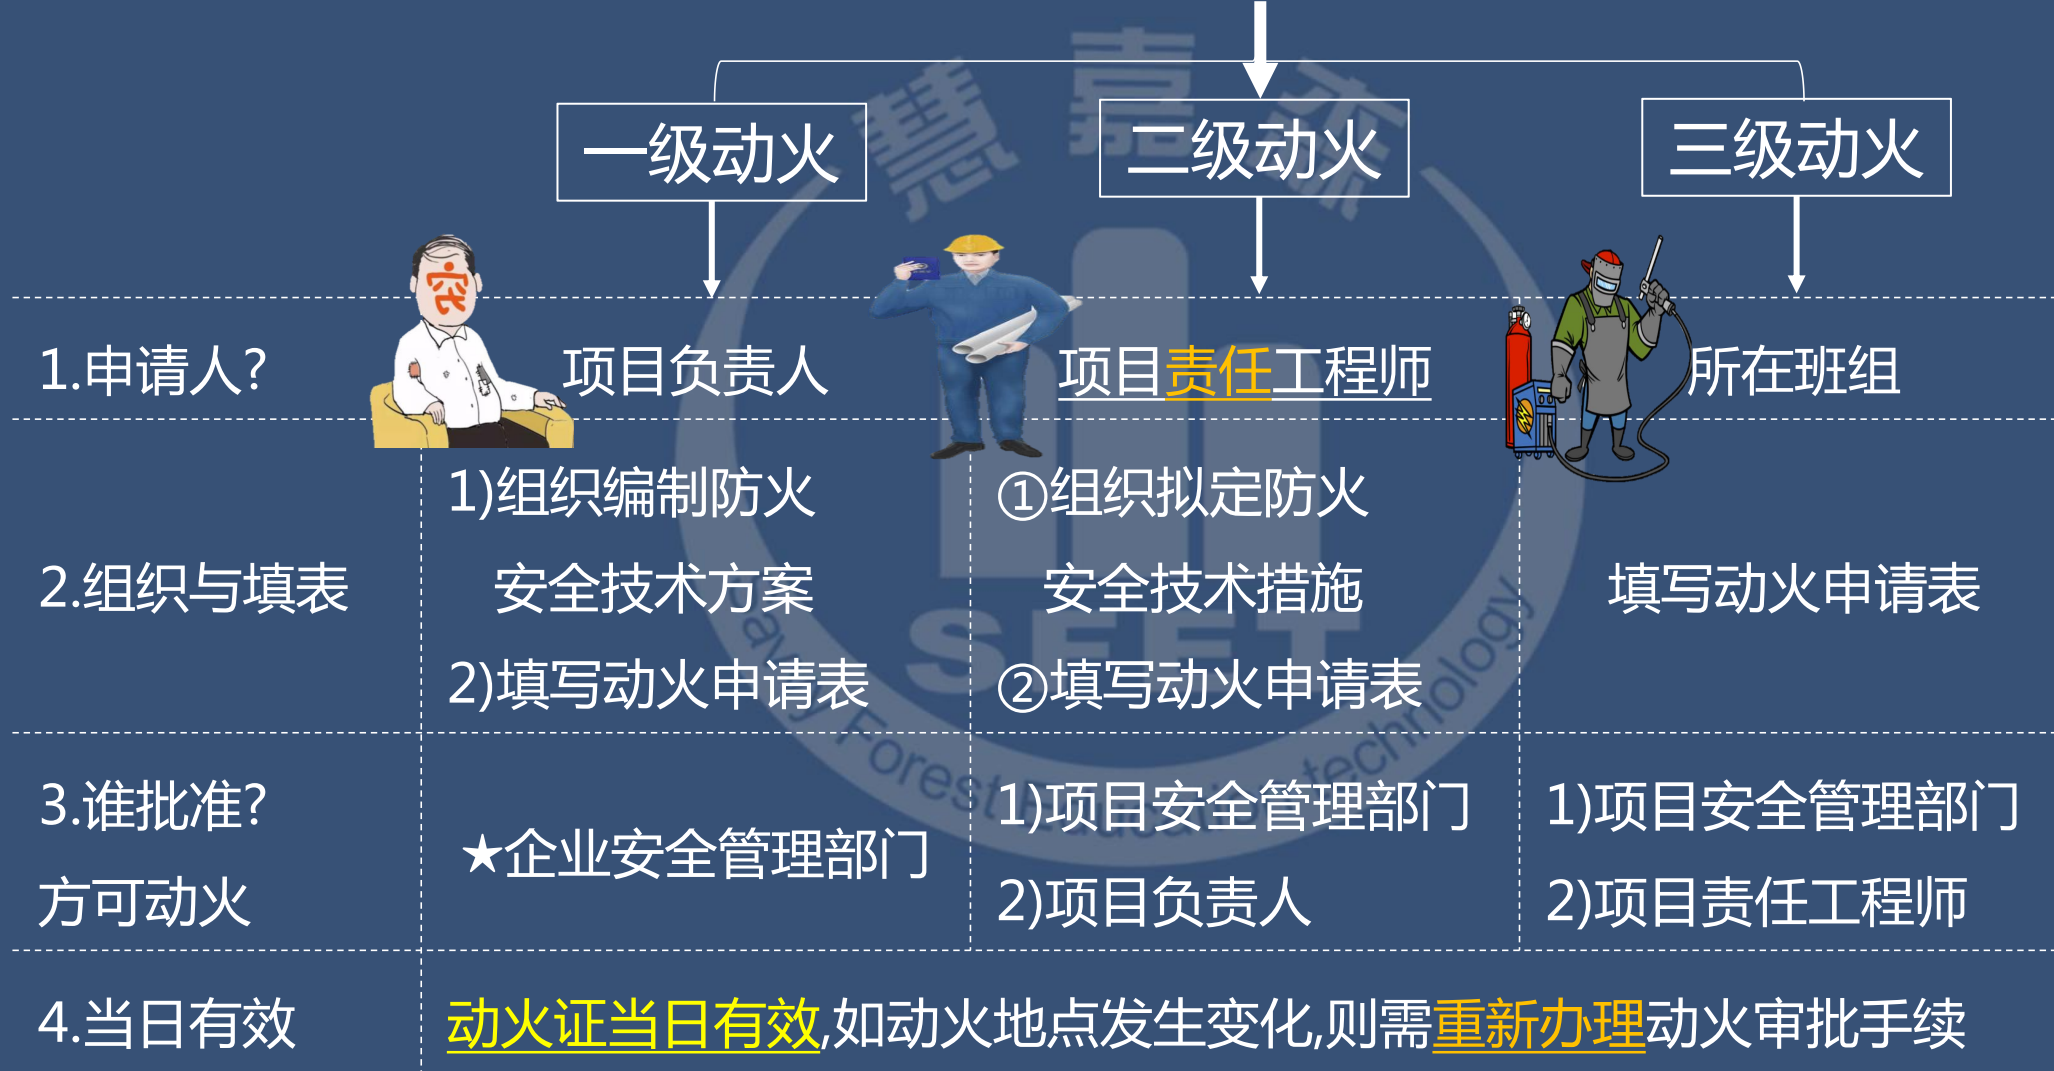 慧嘉森
一级动火
二级动火
三级动火
1.申请人?
项目负责人
项目责任工程师
所在班组
2.组织与填表
1)组织编制防火
安全技术方案
2)填写动火申请表
①组织拟定防火
安全技术措施
②填写动火申请表
填写动火申请表
3.谁批准?
方可动火
★企业安全管理部门
1)项目安全管理部门
2)项目负责人
1)项目安全管理部门
2)项目责任工程师
4.当日有效
动火证当日有效,如动火地点发生变化,则需重新办理动火审批手续
SFET
Forest Education technology